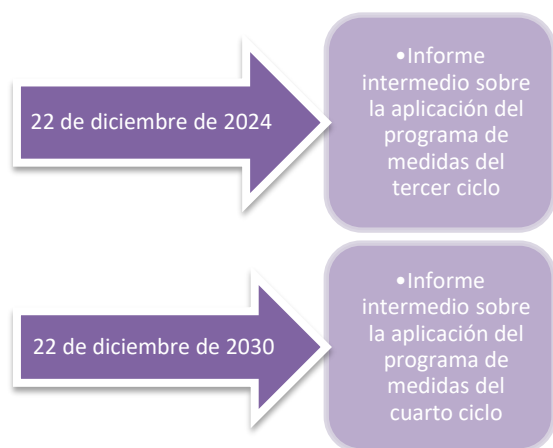 22 de diciembre de 2024
•Informe
intermedio sobre
la aplicación del
programa de
medidas del
tercer ciclo
22 de diciembre de 2030
•Informe
intermedio sobre
la aplicación del
programa de
medidas del
cuarto ciclo